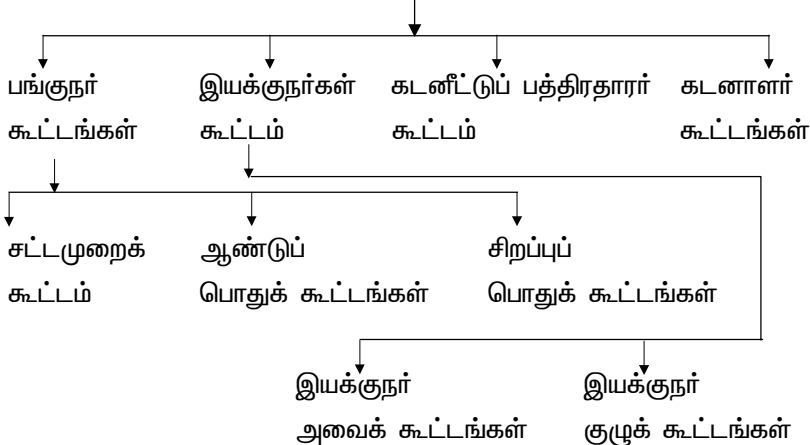 பங்குநர் இயக்குநர்கள் கடனீட்டுப் பத்திரதாரர் கடனாளர்
கூட்டங்கள் கூட்டம் கூட்டம் கூட்டங்கள்
சட்டமுறைக் ஆண்டுப் சிறப்புப்
கூட்டம் பொதுக் கூட்டங்கள் பொதுக் கூட்டங்கள்
இயக்குநர் இயக்குநர்
அவைக் கூட்டங்கள் குழுக் கூட்டங்கள்